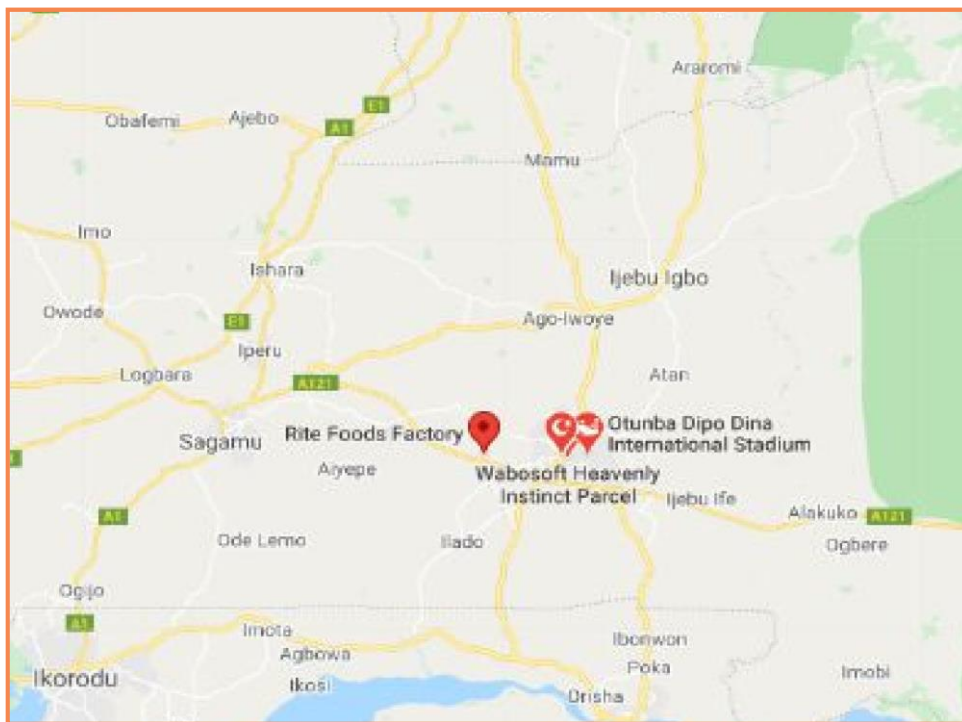 Araromi
E1
Obafemi
Ajebo
A1
Mamu
Imo
Ishara
Ijebu Igbo
Owode
E1
Ago-Iwoye
Iperu
Logbara
A121
Atan
Sagamu
Rite Foods Factory
Otunba Dipo Dina
International Stadium
Aiyepe
Wabosoft Heavenly
Instinct Parcel
Ijebu Ife
A1
Alakuko
A121
Ode Lemo
Ilado
Ogbere
Ogijo
A1
Imota
Ibonwon
Agbowa
Poka
Ikorodu
Ikosi
Imobi
Orisha